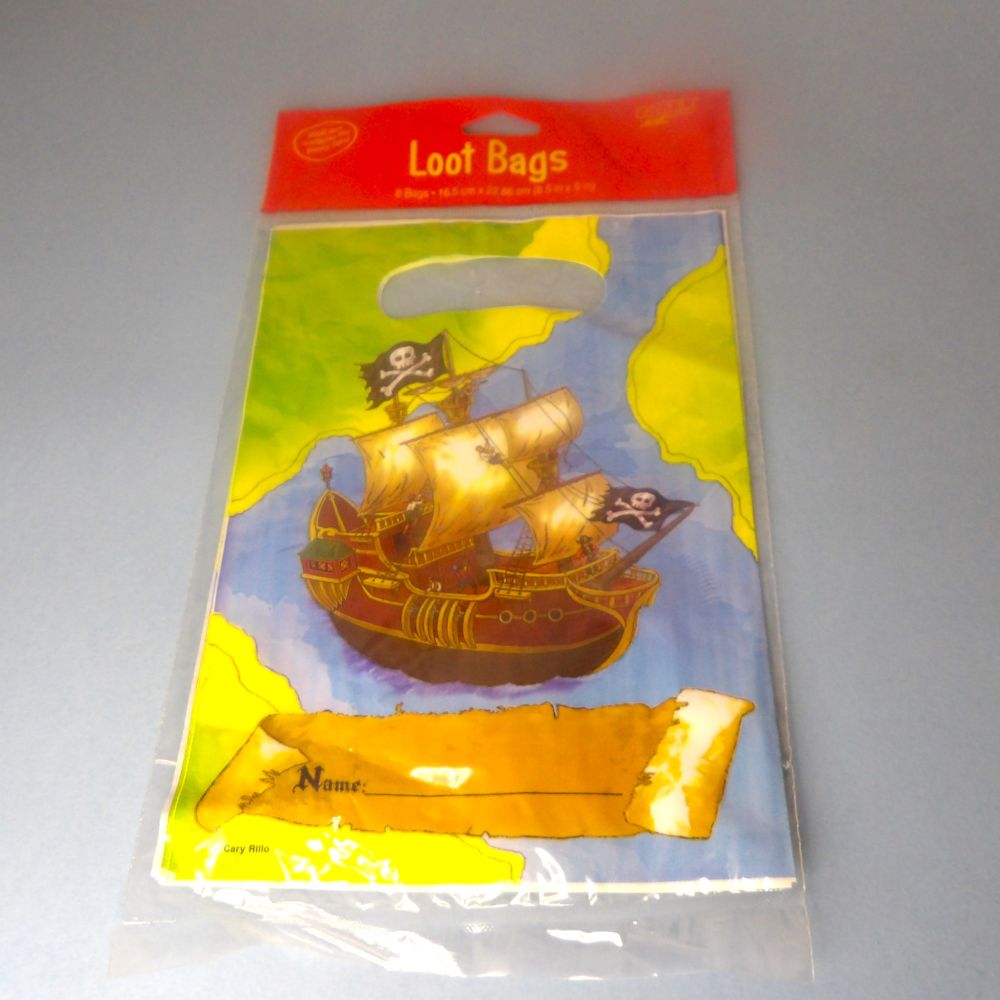 Loot Bags
8 Bags • 16.5 cm x 22.86 cm (6.5 in x 9 in)
Name:
Cary Rillo